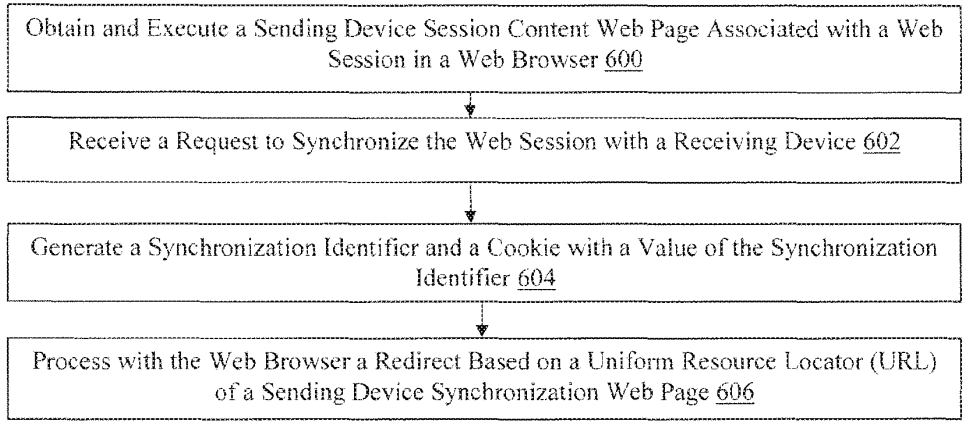 Obtain and Execute a Sending Device Session Content Web Page Associated with a Web
Session in a Web Browser 600
Receive a Request to Synchronize the Web Session with a Receiving Device 602
Generate a Synchronization Identifier and a Cookie with a Value of the Synchronization
Identifier 604
Process with the Web Browser a Redirect Based on a Uniform Resource Locator (URL)
of a Sending Device Synchronization Web Page 606